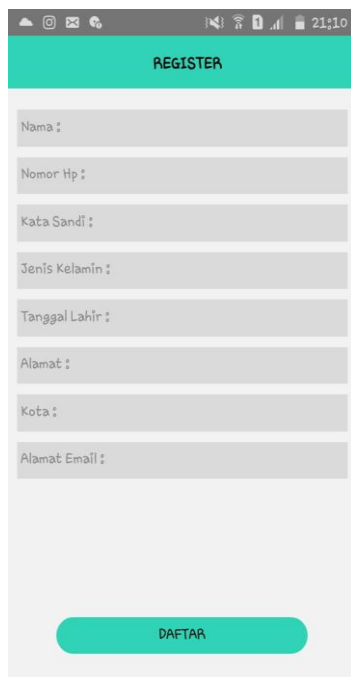 21:10
REGISTER
Nama :
Nomor Hp :
Kata Sandi :
Jenis Kelamin :
Tanggal Lahir :
Alamat :
Kota :
Alamat Email :
DAFTAR